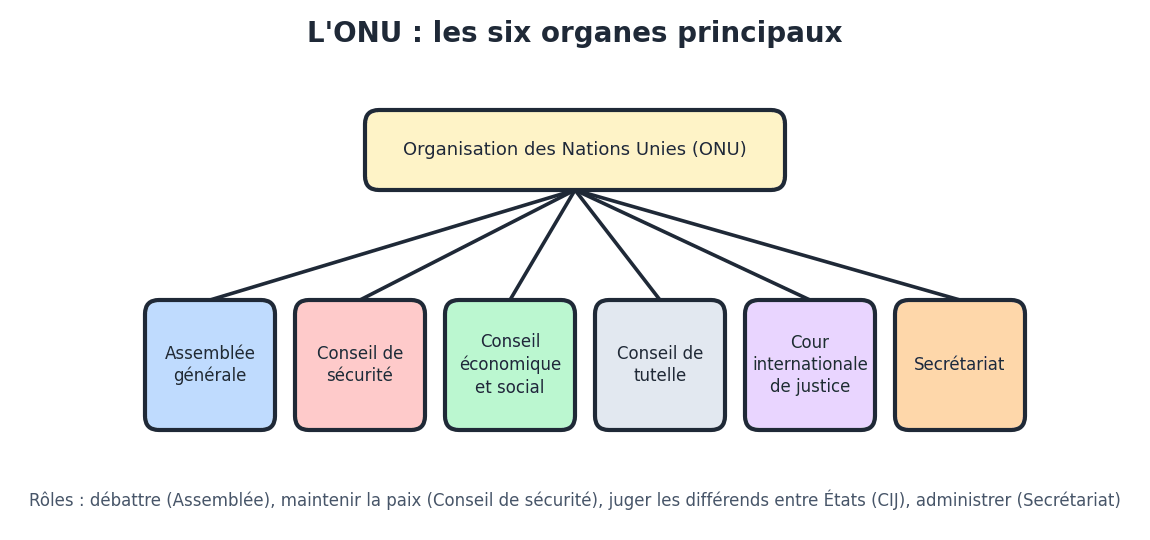 L'ONU : les six organes principaux
Organisation des Nations Unies (ONU)
Assemblée
générale
Conseil de
sécurité
Conseil
économique
et social
Conseil de
tutelle
Cour
internationale
de justice
Secrétariat
Rôles : débattre (Assemblée), maintenir la paix (Conseil de sécurité), juger les différends entre États (CIJ), administrer (Secrétariat)